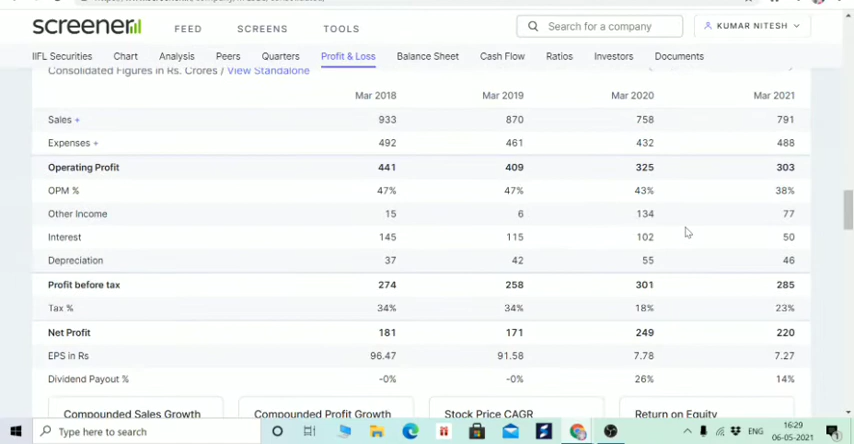 screener
FEED SCREENS TOOLS
Search for a company
KUMAR NITESH
IIFL Securities Chart Analysis Peers Quarters Profit & Loss Balance Sheet Cash Flow Ratios Investors Documents
Consolidated Figures in Rs. Crores / View Standalone
Mar 2018 Mar 2019 Mar 2020 Mar 2021
Sales + 933 870 758 791
Expenses + 492 461 432 488
Operating Profit 441 409 325 303
OPM % 47% 47% 43% 38%
Other Income 15 6 134 77
Interest 145 115 102 50
Depreciation 37 42 55 46
Profit before tax 274 258 301 285
Tax % 34% 34% 18% 23%
Net Profit 181 171 249 220
EPS in Rs 96.47 91.58 7.78 7.27
Dividend Payout % -0% -0% 26% 14%
Compounded Sales Growth Compounded Profit Growth Stock Price CAGR Return on Equity
Type here to search
ENG
16:29
06-05-2021